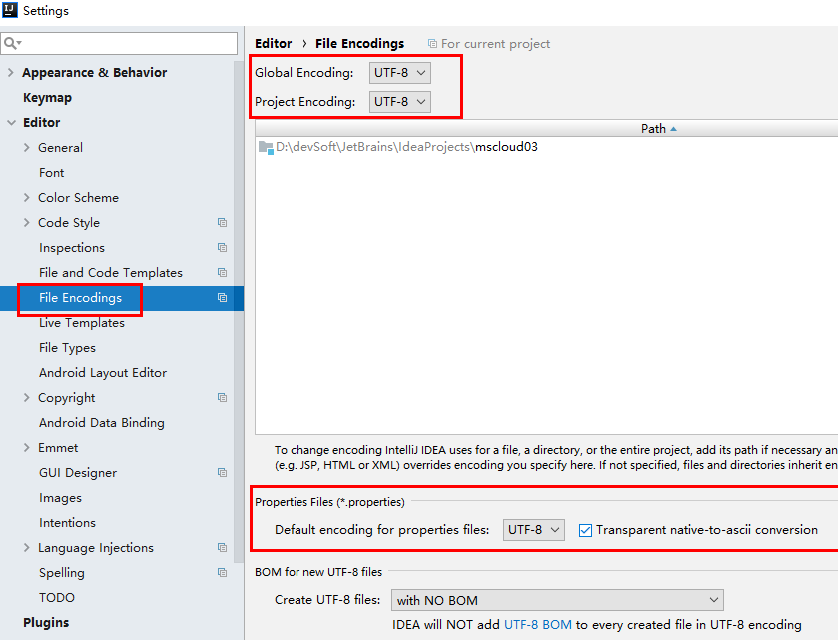 Settings
Appearance & Behavior
Keymap
Editor
General
Font
Color Scheme
Code Style
Inspections
File and Code Templates
File Encodings
Live Templates
File Types
Android Layout Editor
Copyright
Android Data Binding
Emmet
GUI Designer
Images
Intentions
Language Injections
Spelling
TODO
Plugins
Editor › File Encodings For current project
Global Encoding: UTF-8
Project Encoding: UTF-8
Path
D:\devSoft\JetBrains\IdeaProjects\mscloud03
To change encoding IntelliJ IDEA uses for a file, a directory, or the entire project, add its path if necessary an
(e.g. JSP, HTML or XML) overrides encoding you specify here. If not specified, files and directories inherit en
Properties Files (*.properties)
Default encoding for properties files: UTF-8 Transparent native-to-ascii conversion
BOM for new UTF-8 files
Create UTF-8 files: with NO BOM
IDEA will NOT add UTF-8 BOM to every created file in UTF-8 encoding